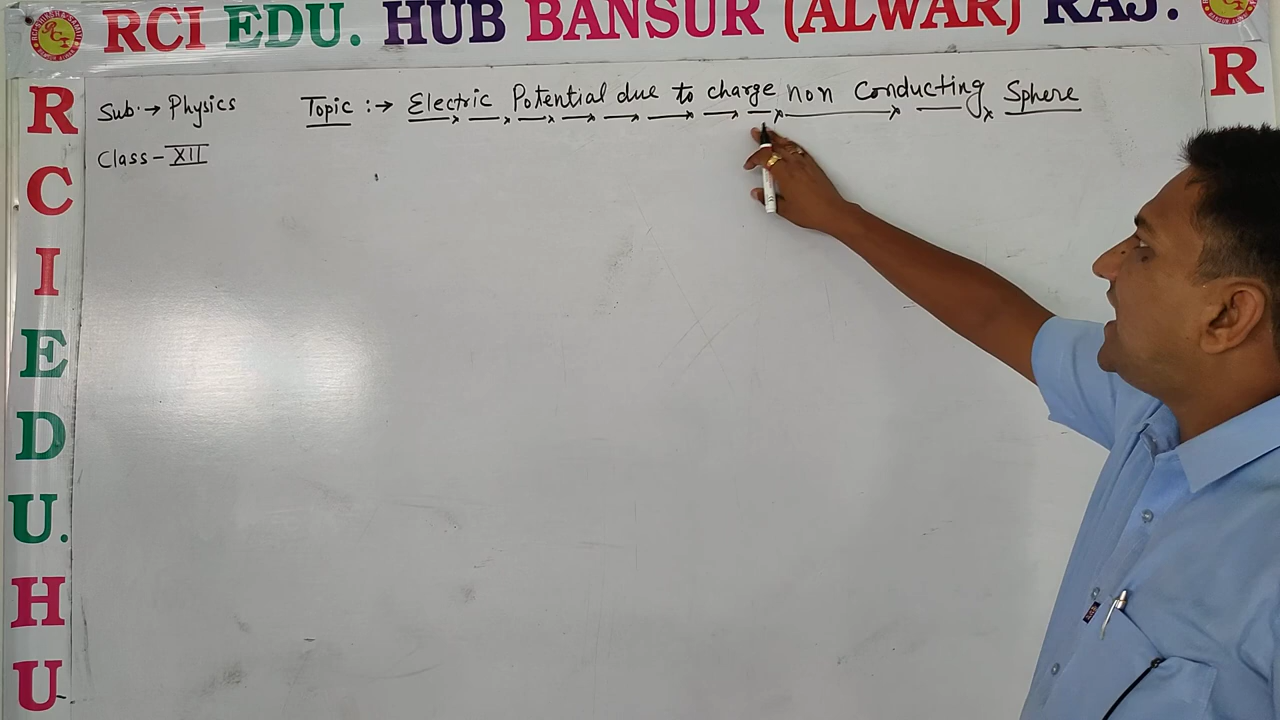 RCI EDU. HUB BANSUR (ALWAR) RAJ.
Sub. → Physics
Topic :→ Electric Potential due to charge non Conducting Sphere
Class - XII
R
C
I
E
D
U.
H
U
R